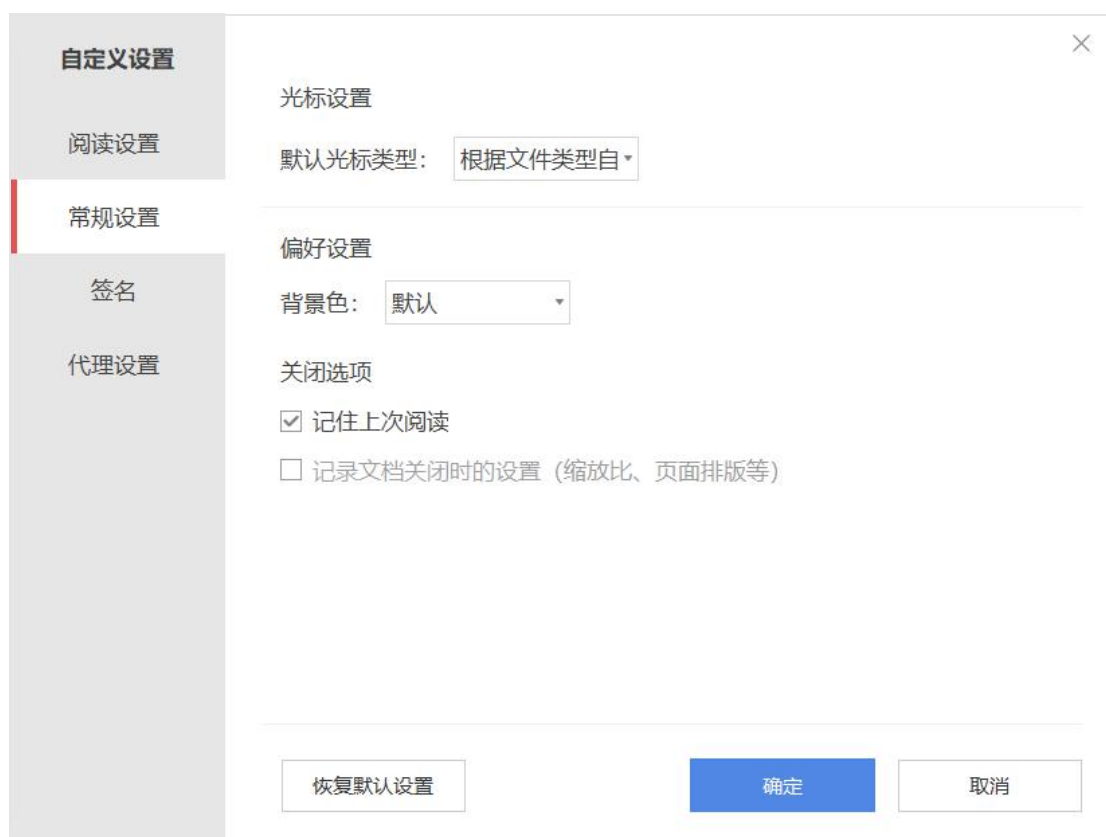 自定义设置
阅读设置
常规设置
签名
代理设置
光标设置
默认光标类型： 根据文件类型自
偏好设置
背景色： 默认
关闭选项
记住上次阅读
记录文档关闭时的设置（缩放比、页面排版等）
恢复默认设置 确定 取消